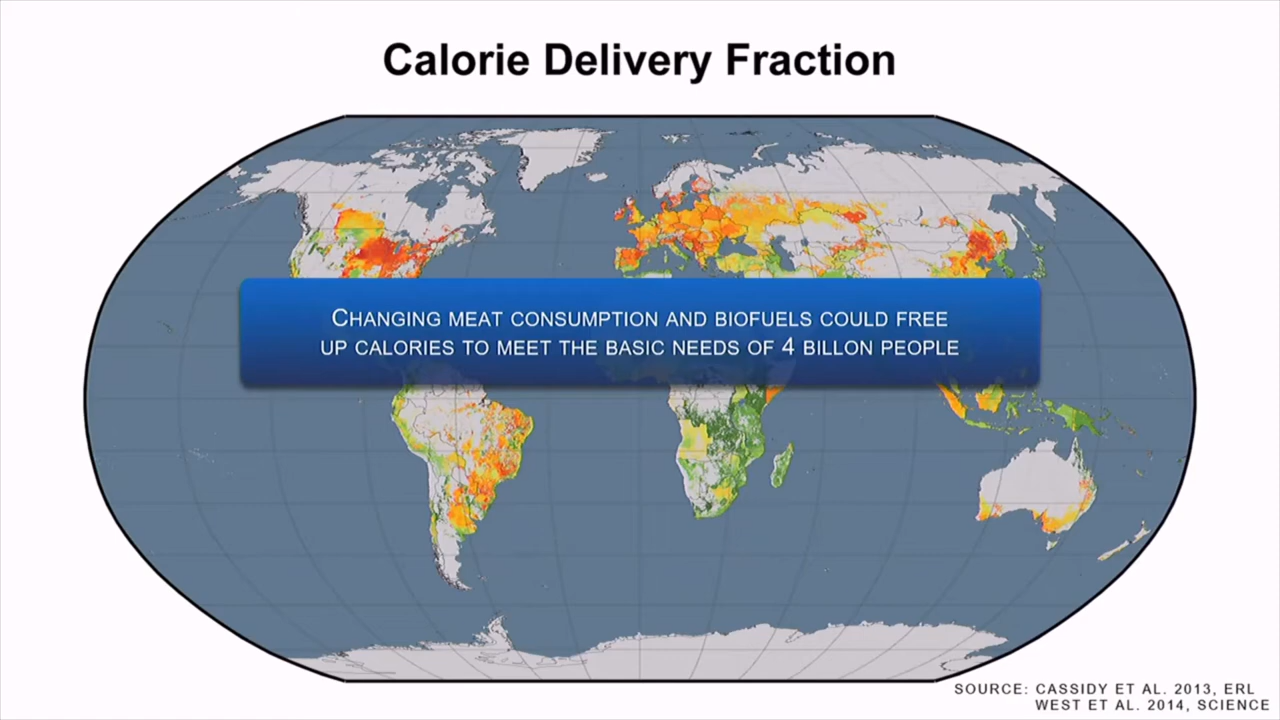 Calorie Delivery Fraction
Changing meat consumption and biofuels could free
up calories to meet the basic needs of 4 billon people
SOURCE: CASSIDY ET AL. 2013, ERL
WEST ET AL. 2014, SCIENCE